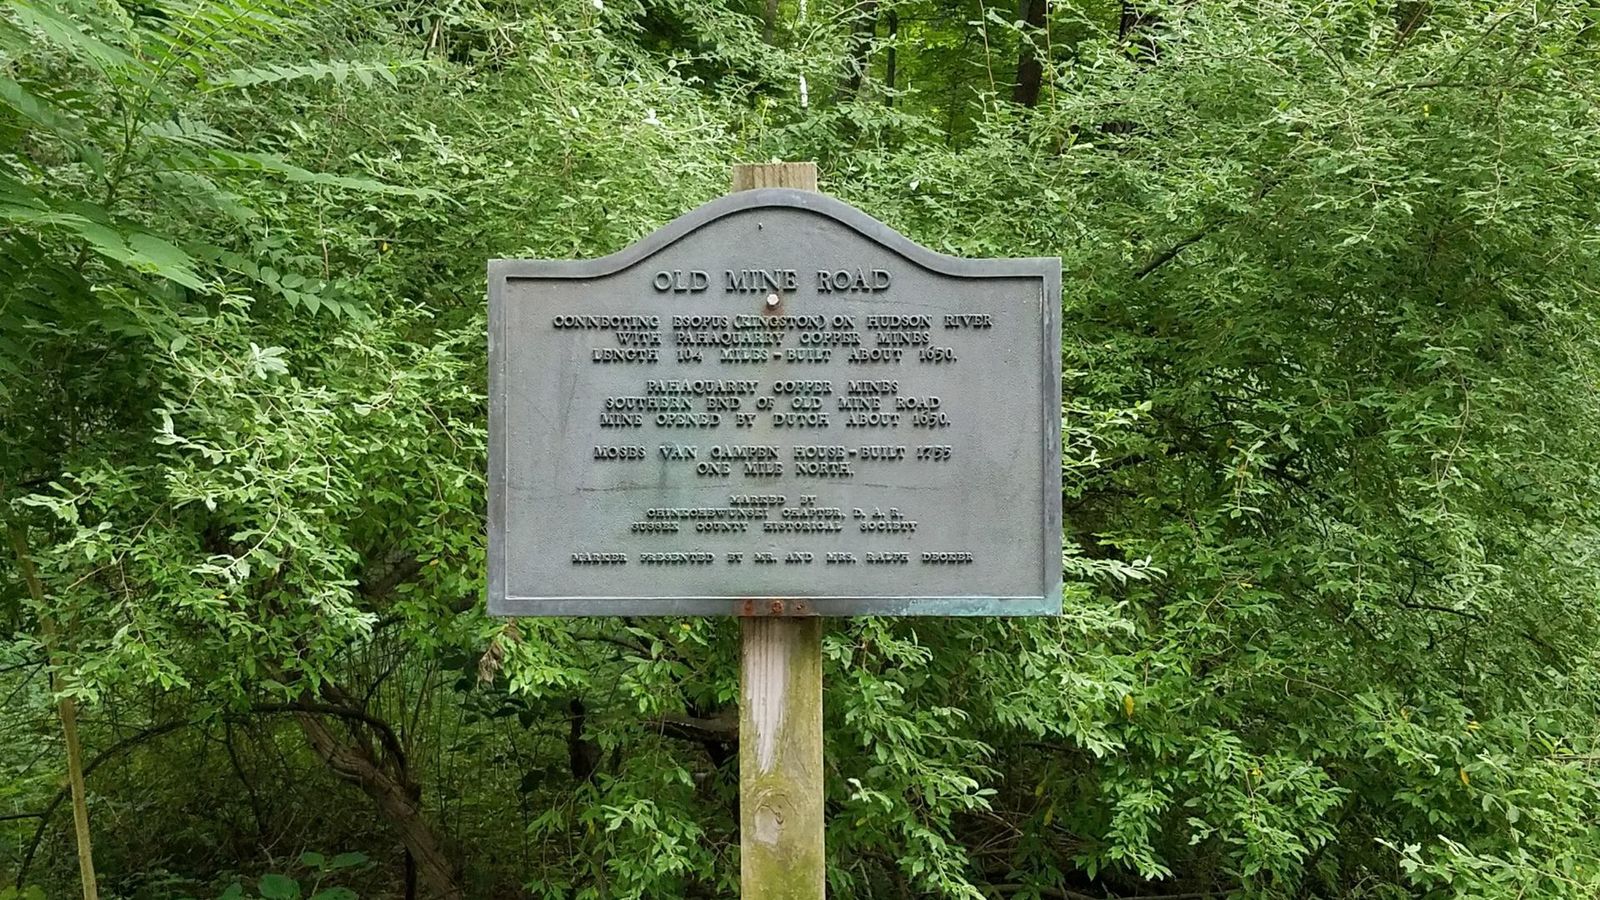 OLD MINE ROAD
CONNECTING ESOPUS (KINGSTON) ON HUDSON RIVER
WITH PAHAQUARRY COPPER MINES
LENGTH 104 MILES - BUILT ABOUT 1650.
PAHAQUARRY COPPER MINES
SOUTHERN END OF OLD MINE ROAD
MINE OPENED BY DUTCH ABOUT 1650.
MOSES VAN CAMPEN HOUSE - BUILT 1755
ONE MILE NORTH.
MARKED BY
CHINKCHEWUNSKI CHAPTER, D. A. R.
SUSSEX COUNTY HISTORICAL SOCIETY
MARKER PRESENTED BY MR. AND MRS. RALPH DECKER